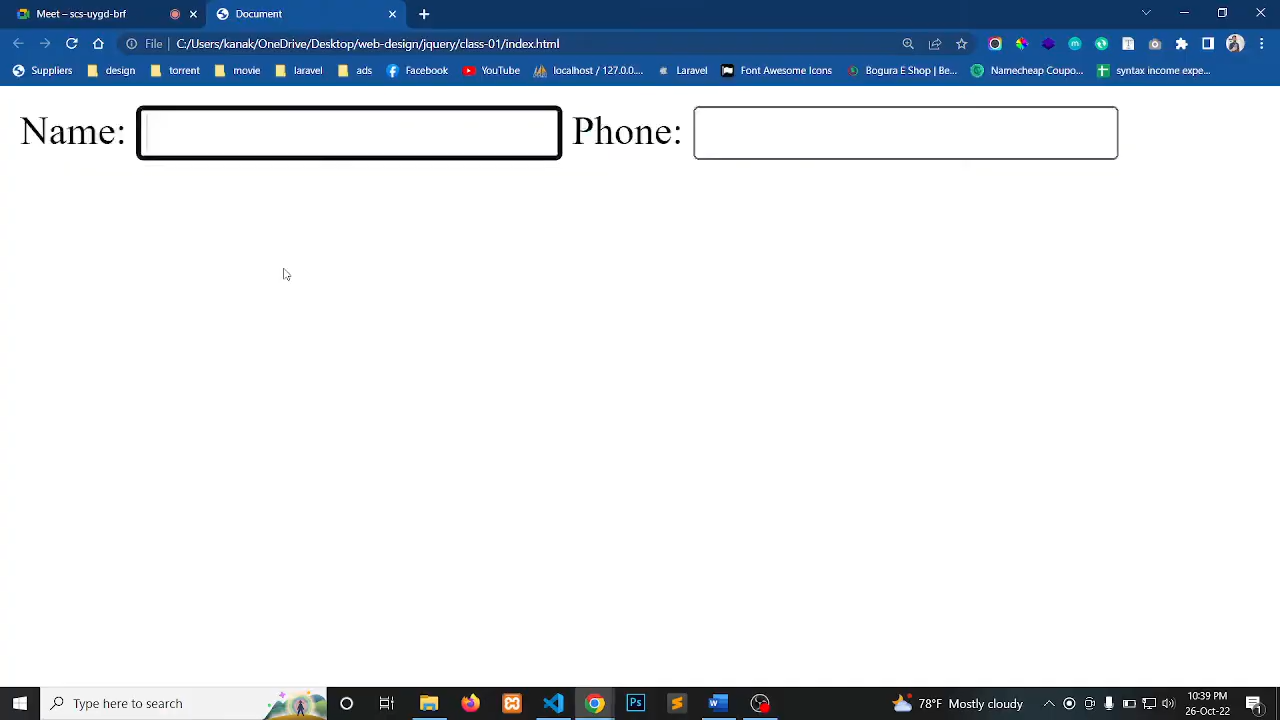 Meet – scs-uygd-brf
Document
File
C:/Users/kanak/OneDrive/Desktop/web-design/jquery/class-01/index.html
Suppliers
design
torrent
movie
laravel
ads
Facebook
YouTube
localhost / 127.0.0....
Laravel
Font Awesome Icons
Bogura E Shop | Be...
Namecheap Coupo...
syntax income expe...
Name:
Phone:
Type here to search
78°F Mostly cloudy
10:39 PM
26-Oct-22